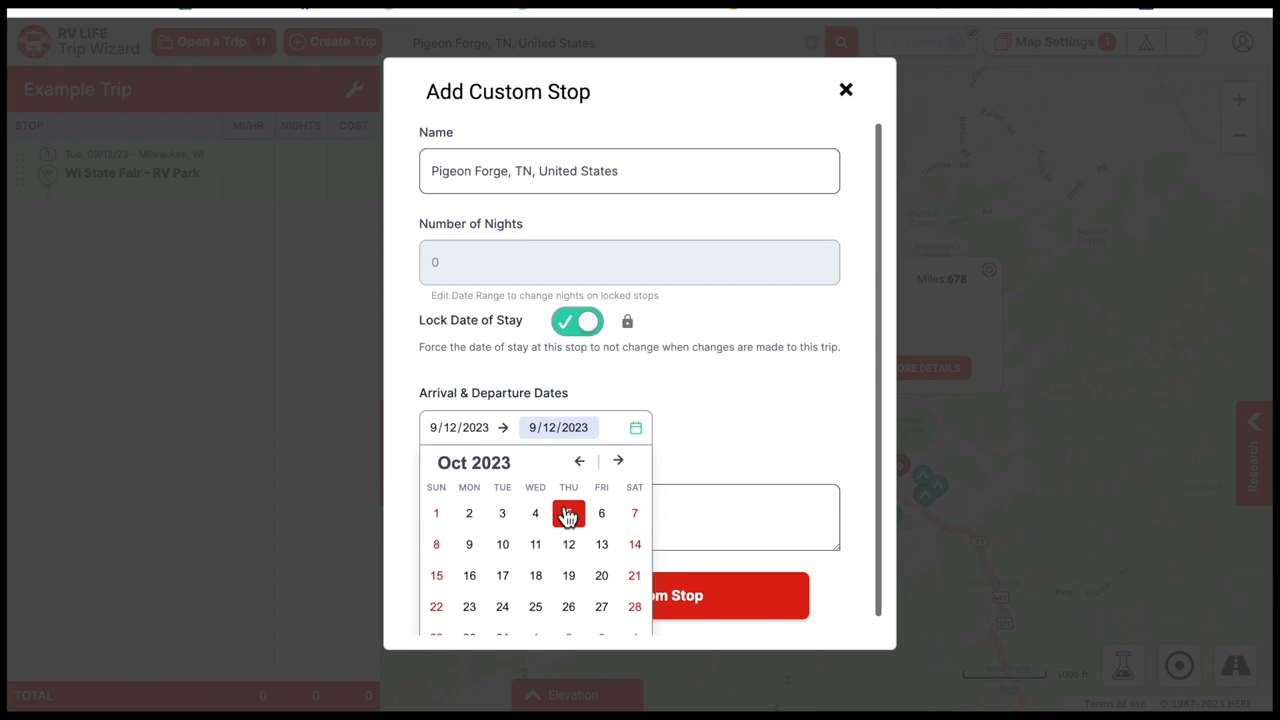 RV LIFE
Trip Wizard
Open a Trip 11
Create Trip
Pigeon Forge, TN, United States
Map Settings 1
Example Trip
STOP MI/HR NIGHTS COST
1 Tue, 09/12/23 - Milwaukee, WI
WI State Fair - RV Park
Add Custom Stop
Name
Pigeon Forge, TN, United States
Number of Nights
0
Edit Date Range to change nights on locked stops
Lock Date of Stay
Force the date of stay at this stop to not change when changes are made to this trip.
Arrival & Departure Dates
9/12/2023 → 9/12/2023
Oct 2023
SUN MON TUE WED THU FRI SAT
1 2 3 4 5 6 7
8 9 10 11 12 13 14
15 16 17 18 19 20 21
22 23 24 25 26 27 28
om Stop
Miles:678
ORE DETAILS
Research
TOTAL 0 0 0
Elevation
5000 ft
Terms of use © 1987-2023 HERE